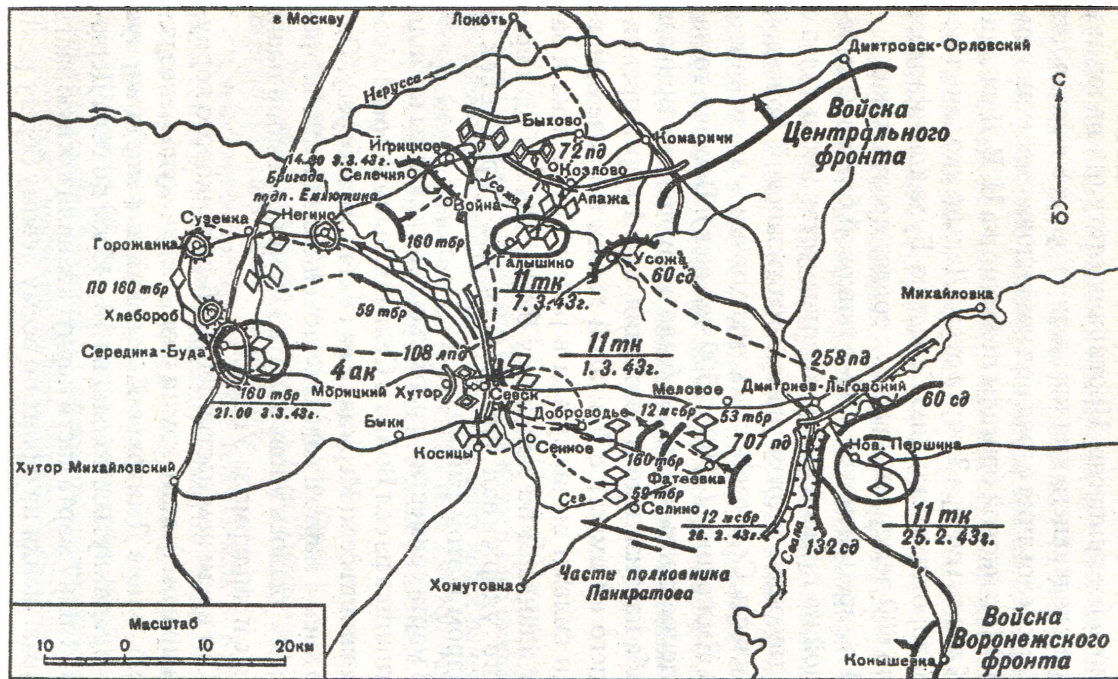 в Москву
Локоть
Дмитровск-Орловский
С
Ю
Нерусса
Войска
Центрального
фронта
Быхово
Комаричи
Игрицкое
72 пд
14.00 9.3.43г.
Селечня
Козлово
Бригада
подп. Емлютина
Усожа
Апажа
Война
Суземка
Негино
160 тбр
Горожанка
Галышино
Усожа
60 сд
11 тк
7. 3. 43г.
ПО 160 тбр
59 тбр
Михайловка
Хлебороб
Середина-Буда
4 ак
108 лпд
11 тк
1. 3. 43г.
258 пд
160 тбр
21.00 3.3.43г.
Морицкий Хутор
Севск
Меловое
Дмитриев-Льговский
60 сд
Доброводье
12 мсбр
53 тбр
707 пд
Быки
Косицы
Сенное
160 тбр
Фатеевка
Нов. Першина
Хутор Михайловский
Сев
59 тбр
Селино
12 мсбр
26. 2. 43г.
11 тк
25. 2. 43г.
132 сд
Свапа
Хомутовка
Части полковника
Панкратова
Войска
Воронежского
фронта
Конышевка
Масштаб
10 0 10 20км